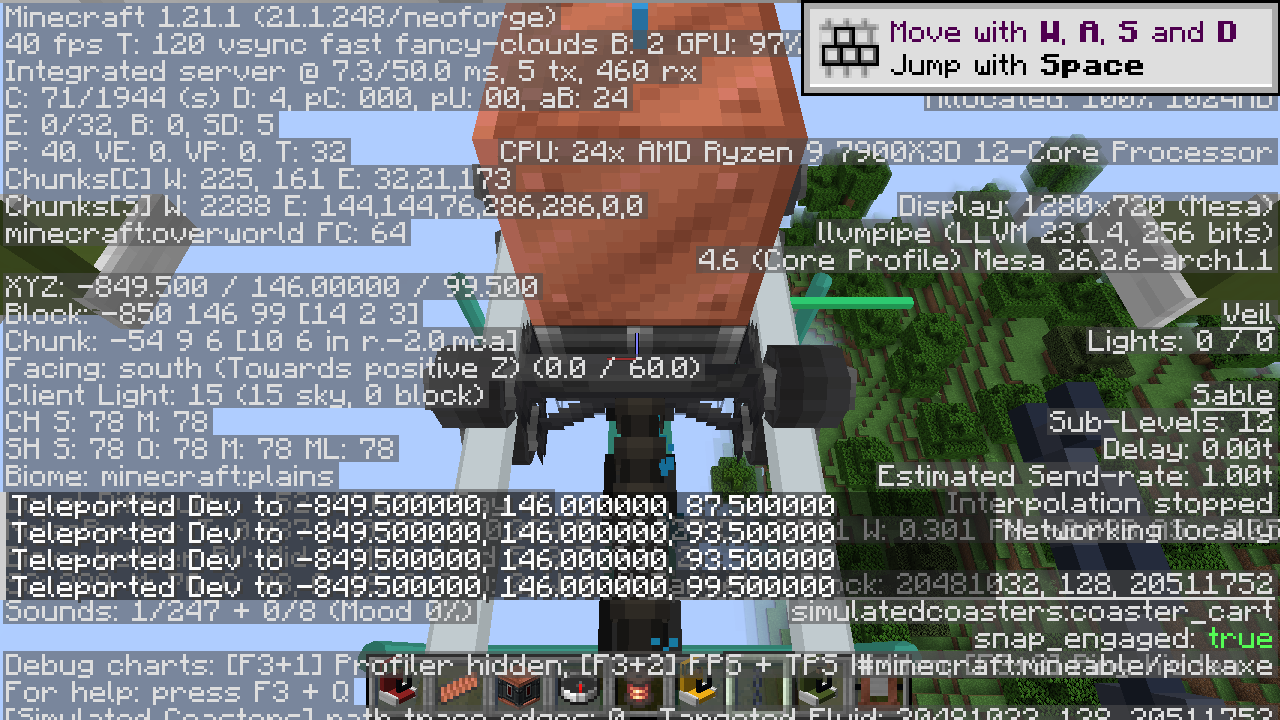 Minecraft 1.21.1 (21.1.248/neoforge)
40 fps T: 120 vsync fast fancy-clouds B: 2 GPU: 97%
Integrated server @ 7.3/50.0 ms, 5 tx, 460 rx
C: 71/1944 (s) D: 4, pC: 000, pU: 00, aB: 24
E: 0/32, B: 0, SD: 5
P: 40. VE: 0. VP: 0. T: 32
Chunks[C] W: 225, 161 E: 32,21,173
Chunks[S] W: 2288 E: 144,144,76,286,286,0,0
minecraft:overworld FC: 64
XYZ: -849.500 / 146.00000 / 99.500
Block: -850 146 99 [14 2 3]
Chunk: -54 9 6 [10 6 in r.-2.0.mca]
Facing: south (Towards positive Z) (0.0 / 60.0)
Client Light: 15 (15 sky, 0 block)
CH S: 78 M: 78
SH S: 78 O: 78 M: 78 ML: 78
Biome: minecraft:plains
Teleported Dev to -849.500000, 146.000000, 87.500000
Teleported Dev to -849.500000, 146.000000, 93.500000
Teleported Dev to -849.500000, 146.000000, 93.500000
Teleported Dev to -849.500000, 146.000000, 99.500000
Sounds: 1/247 + 0/8 (Mood 0%)
Debug charts: [F3+1] Profiler hidden; [F3+2] FPS + TPS
For help: press F3 + Q
Move with W, A, S and D
Jump with Space
Allocated: 100% 1024MB
CPU: 24x AMD Ryzen 9 7900X3D 12-Core Processor
Display: 1280x720 (Mesa)
llvmpipe (LLVM 23.1.4, 256 bits)
4.6 (Core Profile) Mesa 26.2.6-arch1.1
Veil
Lights: 0 / 0
Sable
Sub-Levels: 12
Delay: 0.00t
Estimated Send-rate: 1.00t
Interpolation stopped
Networking locally
20481032, 128, 20511752
simulatedcoasters:coaster_cart
snap_engaged: true
#minecraft:mineable/pickaxe